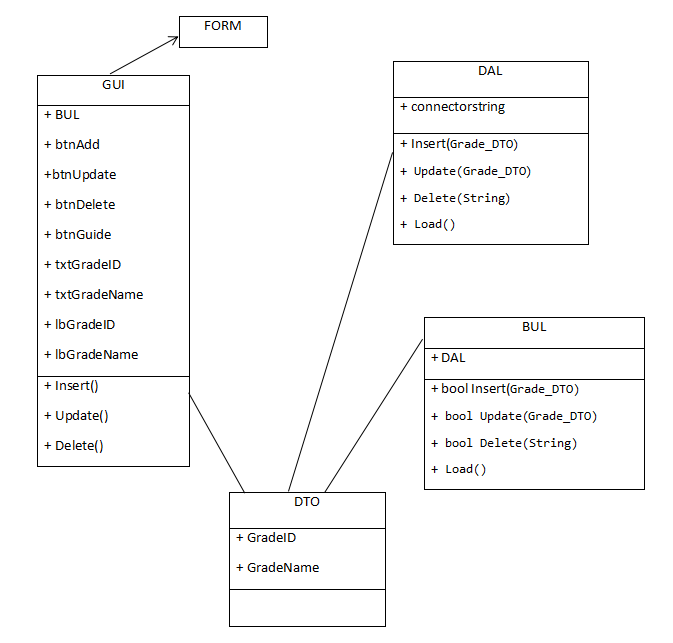 FORM
GUI
+ BUL
+ btnAdd
+btnUpdate
+ btnDelete
+ btnGuide
+ txtGradeID
+ txtGradeName
+ lbGradeID
+ lbGradeName
+ Insert()
+ Update()
+ Delete()
DAL
+ connectorstring
+ Insert(Grade_DTO)
+ Update(Grade_DTO)
+ Delete(String)
+ Load()
BUL
+ DAL
+ bool Insert(Grade_DTO)
+ bool Update(Grade_DTO)
+ bool Delete(String)
+ Load()
DTO
+ GradeID
+ GradeName